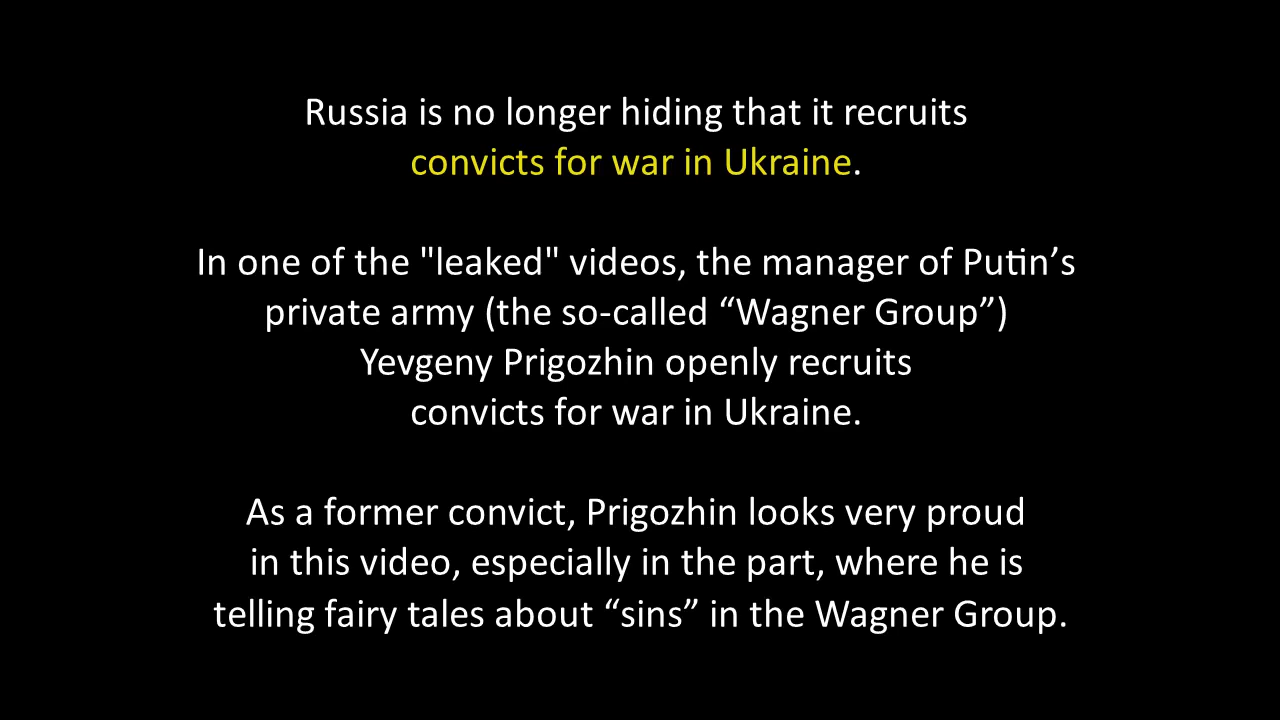 Russia is no longer hiding that it recruits
convicts for war in Ukraine.
In one of the "leaked" videos, the manager of Putin’s
private army (the so-called “Wagner Group”)
Yevgeny Prigozhin openly recruits
convicts for war in Ukraine.
As a former convict, Prigozhin looks very proud
in this video, especially in the part, where he is
telling fairy tales about “sins” in the Wagner Group.